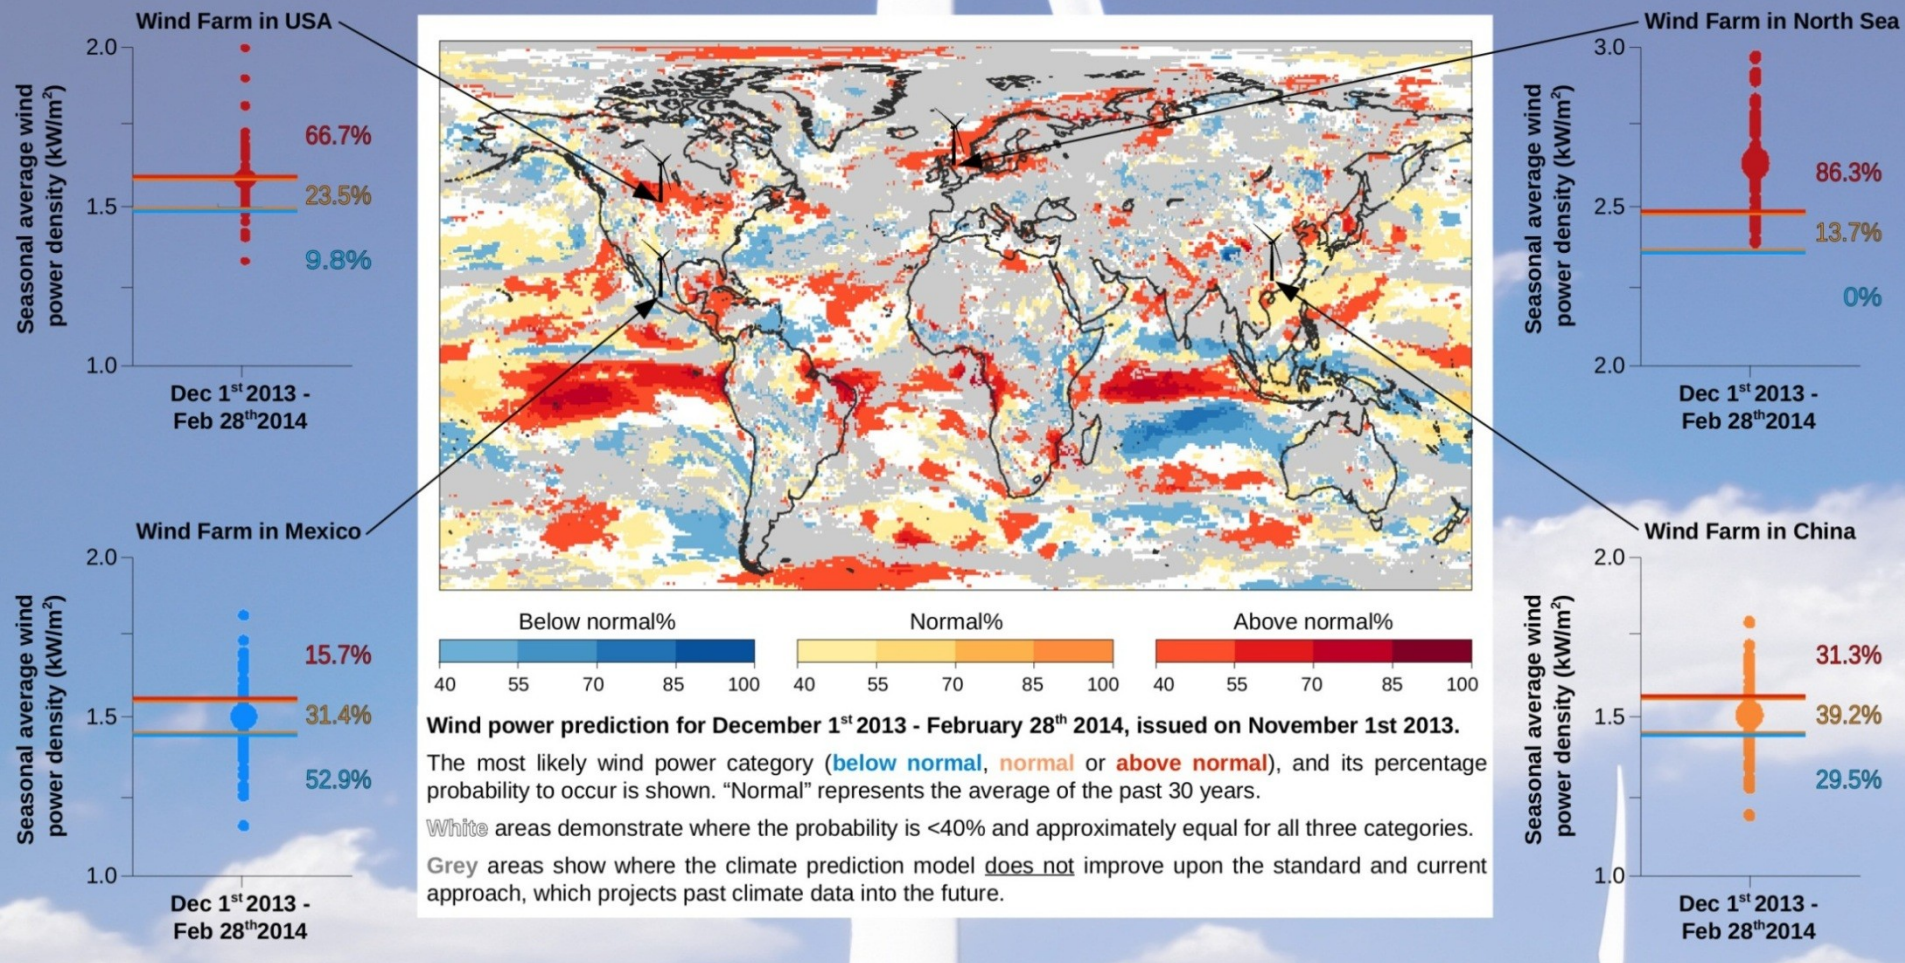 Wind Farm in USA
2.0
1.5
1.0
Seasonal average wind
power density (kW/m²)
66.7%
23.5%
9.8%
Dec 1st 2013 -
Feb 28th2014
Wind Farm in North Sea
3.0
2.5
2.0
Seasonal average wind
power density (kW/m²)
86.3%
13.7%
0%
Dec 1st 2013 -
Feb 28th2014
Wind Farm in Mexico
2.0
1.5
1.0
Seasonal average wind
power density (kW/m²)
15.7%
31.4%
52.9%
Dec 1st 2013 -
Feb 28th2014
Wind Farm in China
2.0
1.5
1.0
Seasonal average wind
power density (kW/m²)
31.3%
39.2%
29.5%
Dec 1st 2013 -
Feb 28th2014
Below normal%
40 55 70 85 100
Normal%
40 55 70 85 100
Above normal%
40 55 70 85 100
Wind power prediction for December 1st 2013 - February 28th 2014, issued on November 1st 2013.
The most likely wind power category (below normal, normal or above normal), and its percentage
probability to occur is shown. “Normal” represents the average of the past 30 years.
White areas demonstrate where the probability is <40% and approximately equal for all three categories.
Grey areas show where the climate prediction model does not improve upon the standard and current
approach, which projects past climate data into the future.